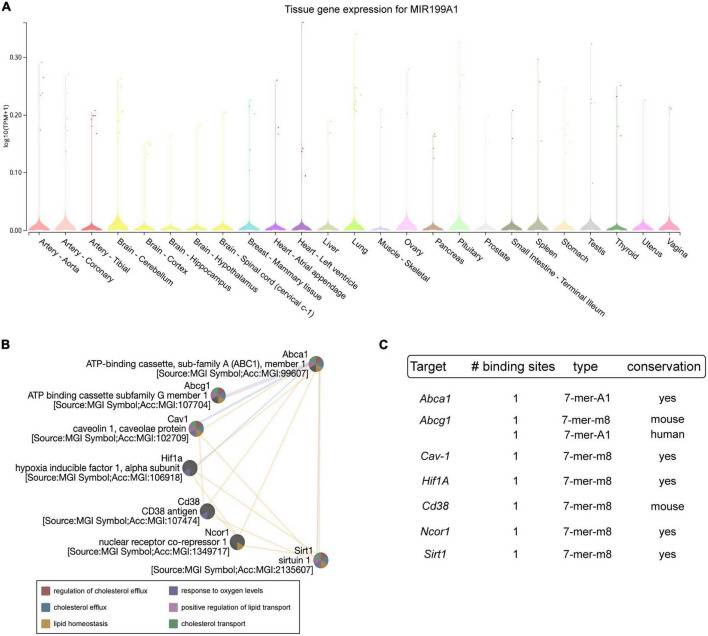 A
Tissue gene expression for MIR199A1
log10(TPM+1)
0.30
0.20
0.10
0.00
Artery - Aorta
Artery - Coronary
Artery - Tibial
Brain - Cerebellum
Brain - Cortex
Brain - Hippocampus
Brain - Hypothalamus
Brain - Spinal cord (cervical c-1)
Breast - Mammary tissue
Heart - Atrial appendage
Heart - Left ventricle
Liver
Lung
Muscle - Skeletal
Ovary
Pancreas
Pituitary
Prostate
Small Intestine - Terminal Ileum
Spleen
Stomach
Testis
Thyroid
Uterus
Vagina
B
Abca1
ATP-binding cassette, sub-family A (ABC1), member 1
[Source:MGI Symbol;Acc:MGI:99607]
Abcg1
ATP binding cassette subfamily G member 1
[Source:MGI Symbol;Acc:MGI:107704]
Cav1
caveolin 1, caveolae protein
[Source:MGI Symbol;Acc:MGI:102709]
Hif1a
hypoxia inducible factor 1, alpha subunit
[Source:MGI Symbol;Acc:MGI:106918]
Cd38
CD38 antigen
[Source:MGI Symbol;Acc:MGI:107474]
Ncor1
nuclear receptor co-repressor 1
[Source:MGI Symbol;Acc:MGI:1349717]
Sirt1
sirtuin 1
[Source:MGI Symbol;Acc:MGI:2135607]
regulation of cholesterol efflux
response to oxygen levels
cholesterol efflux
positive regulation of lipid transport
lipid homeostasis
cholesterol transport
C
Target # binding sites type conservation
Abca1 1 7-mer-A1 yes
Abcg1 1 7-mer-m8 mouse
1 7-mer-A1 human
Cav-1 1 7-mer-m8 yes
Hif1A 1 7-mer-m8 yes
Cd38 1 7-mer-m8 mouse
Ncor1 1 7-mer-m8 yes
Sirt1 1 7-mer-m8 yes